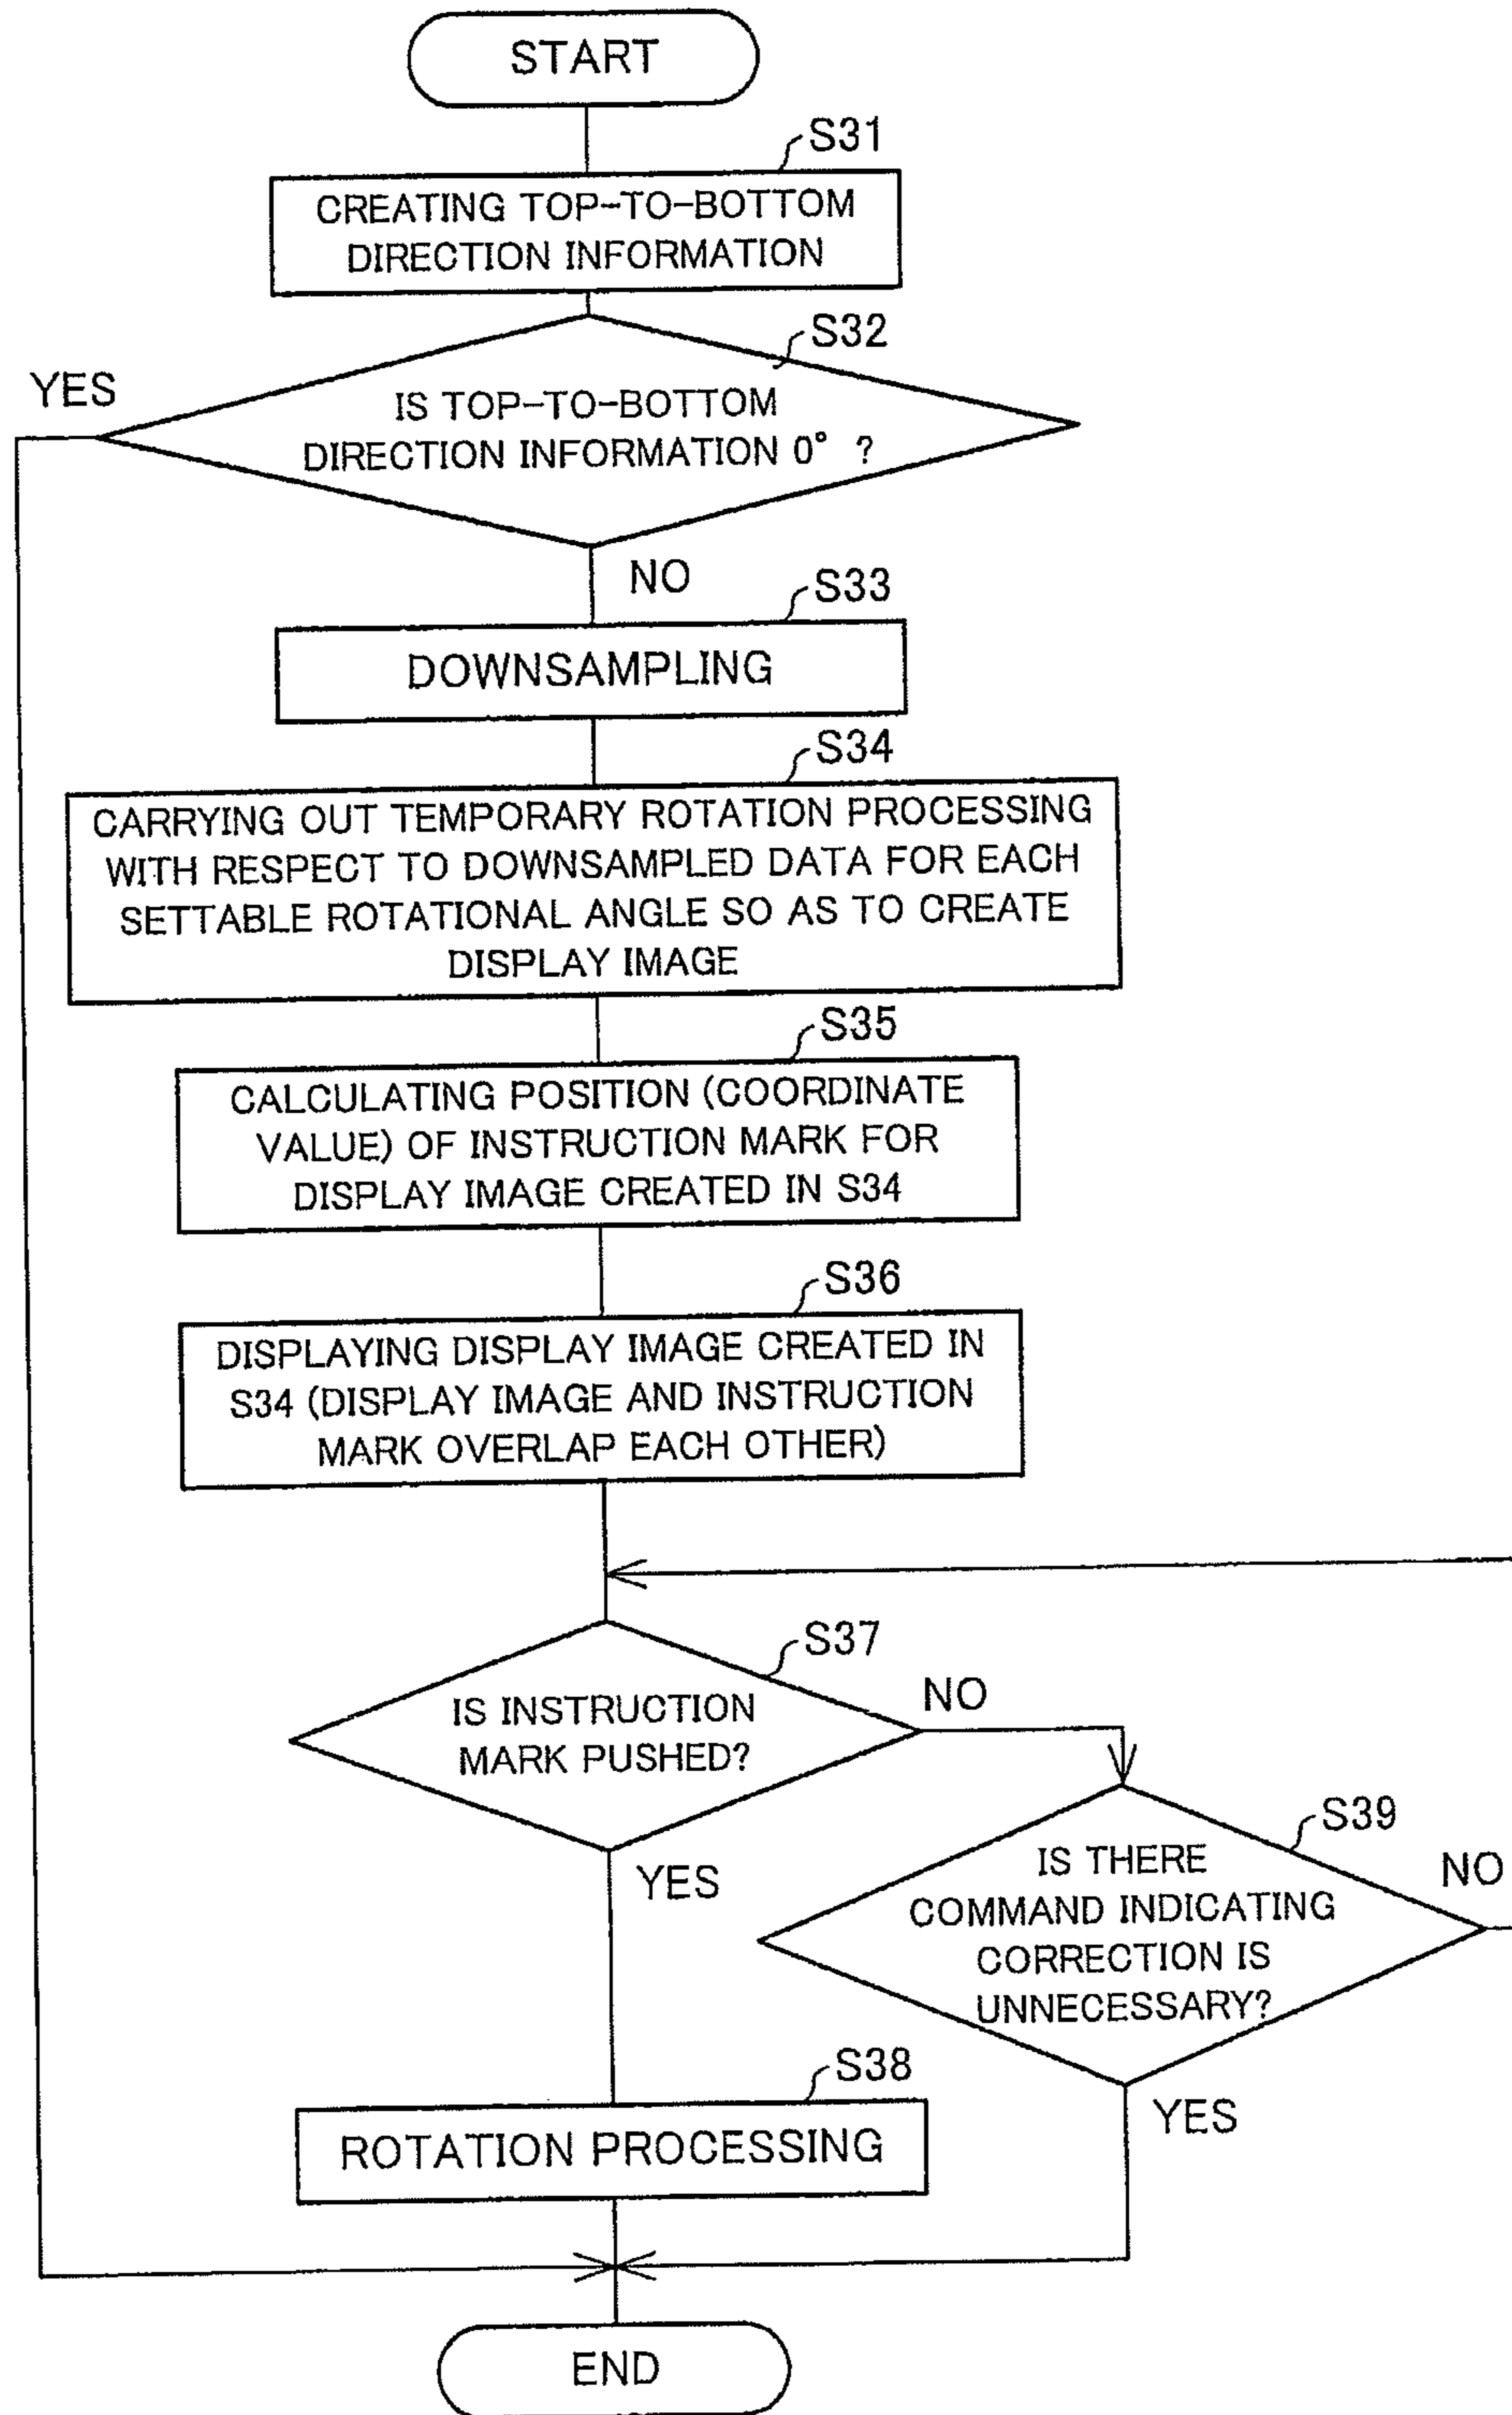 START
S31
CREATING TOP-TO-BOTTOM
DIRECTION INFORMATION
S32
YES
IS TOP-TO-BOTTOM
DIRECTION INFORMATION 0° ?
NO
S33
DOWNSAMPLING
S34
CARRYING OUT TEMPORARY ROTATION PROCESSING
WITH RESPECT TO DOWNSAMPLED DATA FOR EACH
SETTABLE ROTATIONAL ANGLE SO AS TO CREATE
DISPLAY IMAGE
S35
CALCULATING POSITION (COORDINATE
VALUE) OF INSTRUCTION MARK FOR
DISPLAY IMAGE CREATED IN S34
S36
DISPLAYING DISPLAY IMAGE CREATED IN
S34 (DISPLAY IMAGE AND INSTRUCTION
MARK OVERLAP EACH OTHER)
S37
IS INSTRUCTION
MARK PUSHED?
NO
YES
S39
IS THERE
COMMAND INDICATING
CORRECTION IS
UNNECESSARY?
NO
YES
S38
ROTATION PROCESSING
END